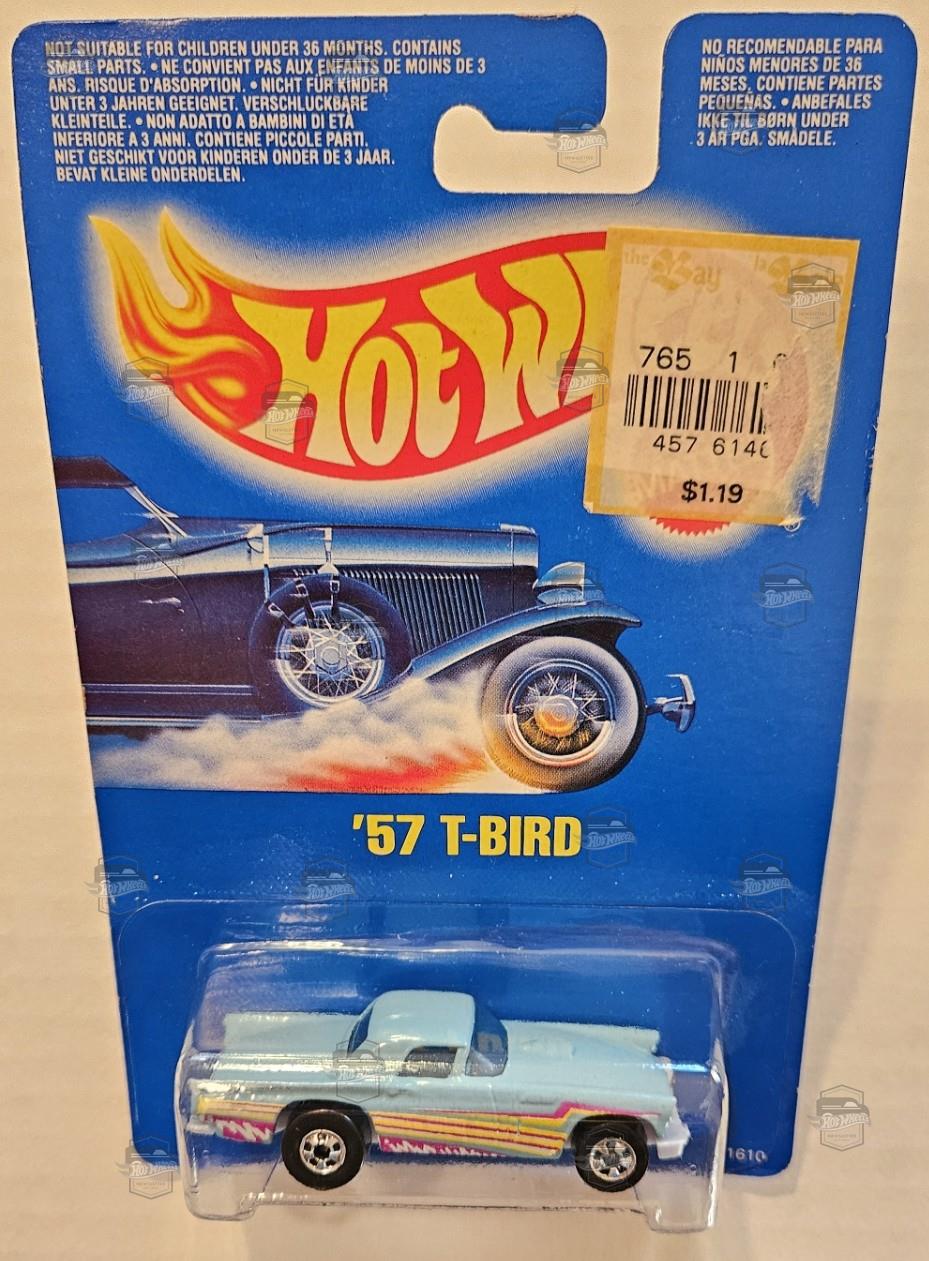 NOT SUITABLE FOR CHILDREN UNDER 36 MONTHS. CONTAINS
SMALL PARTS. • NE CONVIENT PAS AUX ENFANTS DE MOINS DE 3
ANS. RISQUE D'ABSORPTION. • NICHT FÜR KINDER
UNTER 3 JAHREN GEEIGNET. VERSCHLUCKBARE
KLEINTEILE. • NON ADATTO A BAMBINI DI ETÀ
INFERIORE A 3 ANNI. CONTIENE PICCOLE PARTI.
NIET GESCHIKT VOOR KINDEREN ONDER DE 3 JAAR.
BEVAT KLEINE ONDERDELEN.
NO RECOMENDABLE PARA
NIÑOS MENORES DE 36
MESES, CONTIENE PARTES
PEQUEÑAS. • ANBEFALES
IKKE TIL BØRN UNDER
3 ÅR PGA. SMÅDELE.
HOT W
the Bay
la
765 1
457 6146
$1.19
'57 T-BIRD
1610